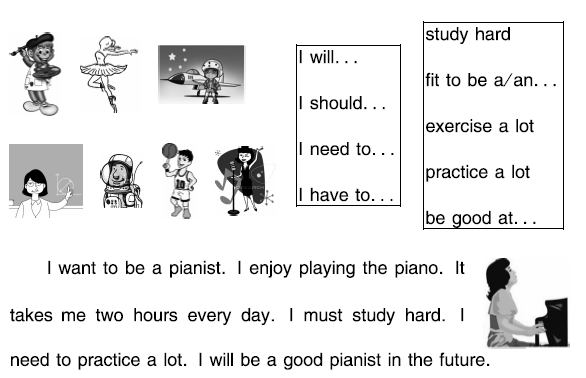 I will. . .
I should. . .
I need to. . .
I have to. . .
study hard
fit to be a/an. . .
exercise a lot
practice a lot
be good at. . .
I want to be a pianist. I enjoy playing the piano. It
takes me two hours every day. I must study hard. I
need to practice a lot. I will be a good pianist in the future.